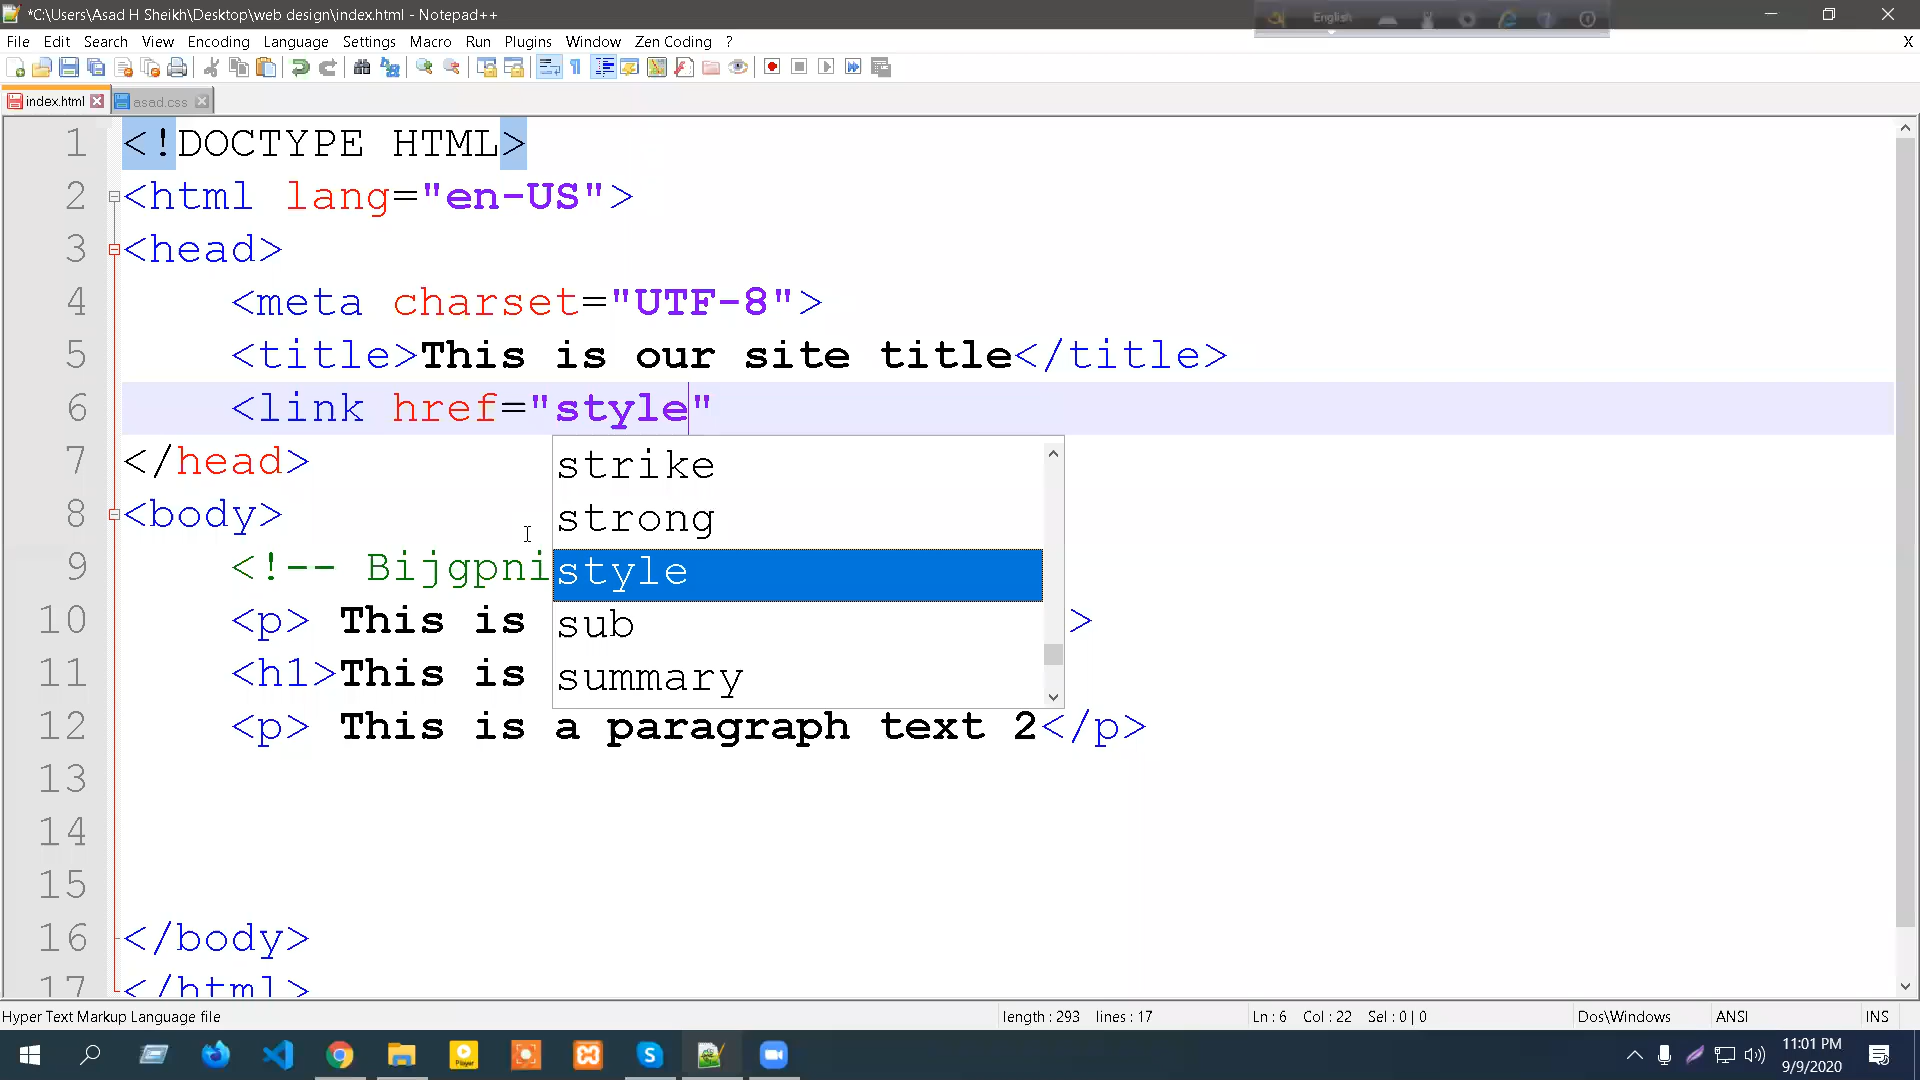 *C:\Users\Asad H Sheikh\Desktop\web design\index.html - Notepad++
English
File Edit Search View Encoding Language Settings Macro Run Plugins Window Zen Coding ? X
index.html asad.css
1 <!DOCTYPE HTML>
2 <html lang="en-US">
3 <head>
4 <meta charset="UTF-8">
5 <title>This is our site title</title>
6 <link href="style"
7 </head>
strike
8 <body>
strong
9 <!-- Bijgpni
style
10 <p> This is >
sub
11 <h1>This is
summary
12 <p> This is a paragraph text 2</p>
13
14
15
16 </body>
17 </html>
Hyper Text Markup Language file length : 293 lines : 17 Ln : 6 Col : 22 Sel : 0 | 0 Dos\Windows ANSI INS
Player
11:01 PM
9/9/2020